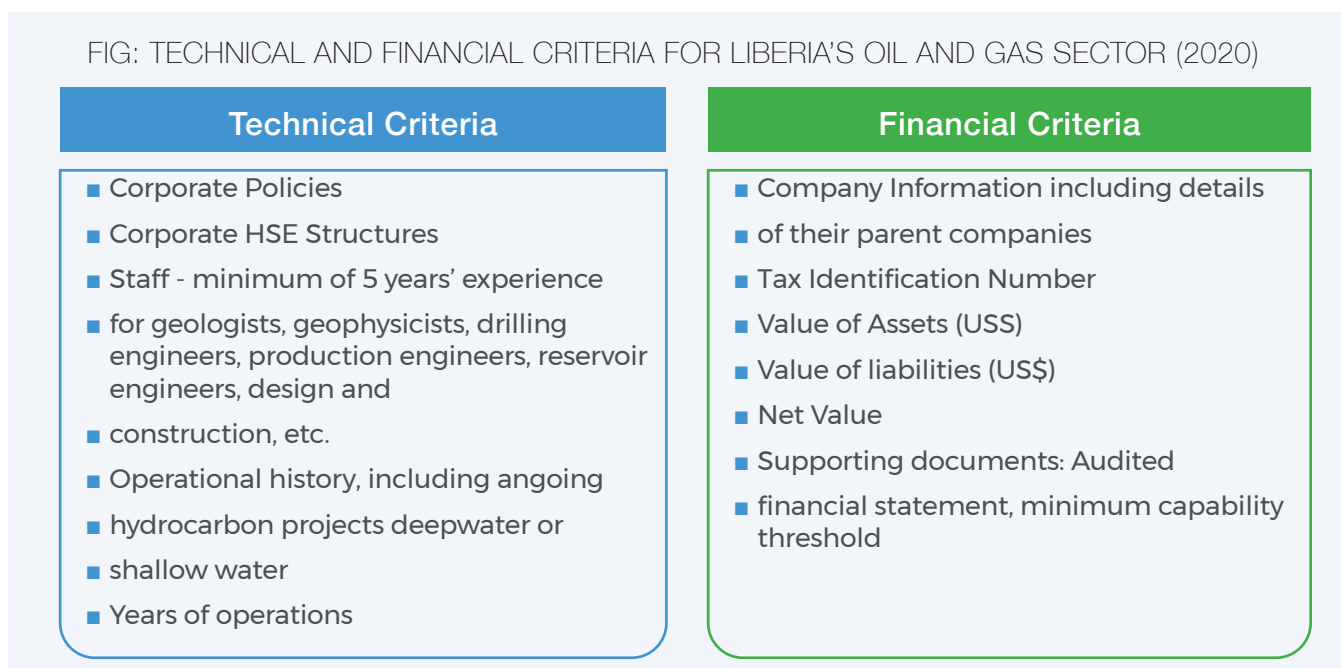 FIG: TECHNICAL AND FINANCIAL CRITERIA FOR LIBERIA'S OIL AND GAS SECTOR (2020)
Technical Criteria
■ Corporate Policies
■ Corporate HSE Structures
■ Staff - minimum of 5 years' experience
■ for geologists, geophysicists, drilling
engineers, production engineers, reservoir
engineers, design and
■ construction, etc.
■ Operational history, including angoing
■ hydrocarbon projects deepwater or
■ shallow water
■ Years of operations
Financial Criteria
■ Company Information including details
■ of their parent companies
■ Tax Identification Number
■ Value of Assets (USS)
■ Value of liabilities (US$)
■ Net Value
■ Supporting documents: Audited
■ financial statement, minimum capability
threshold